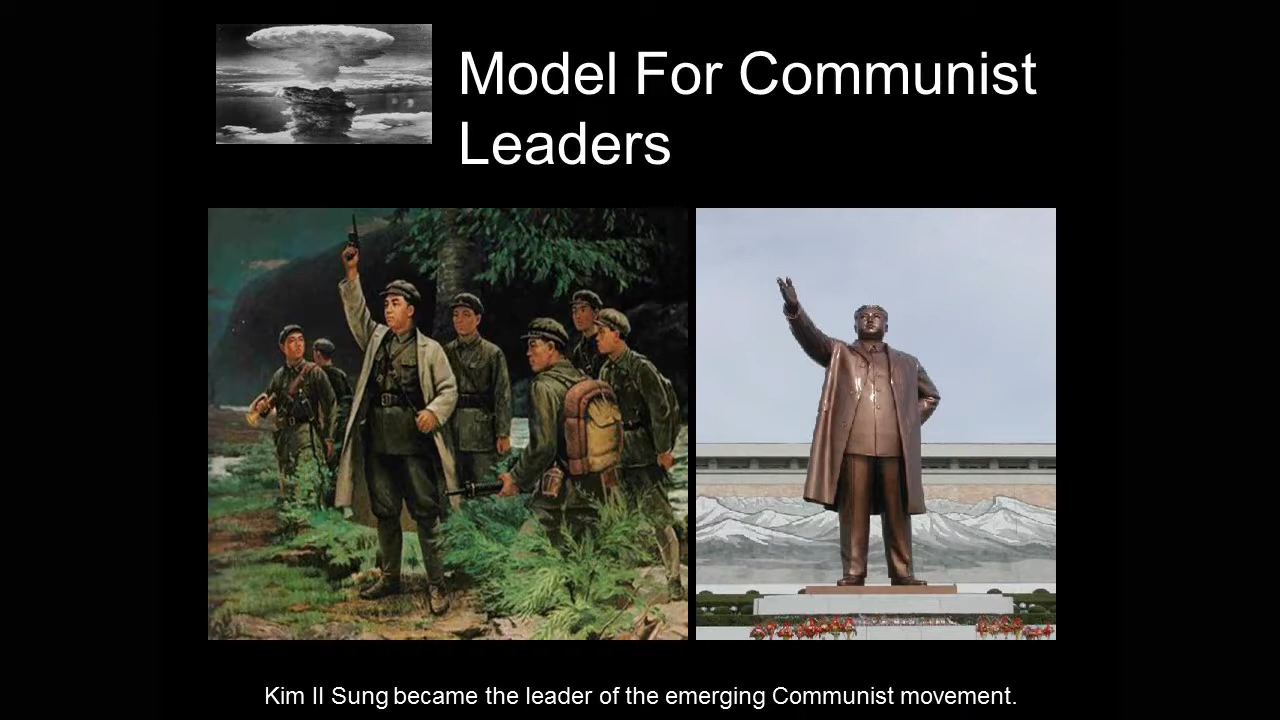 Model For Communist
Leaders
Kim Il Sung became the leader of the emerging Communist movement.